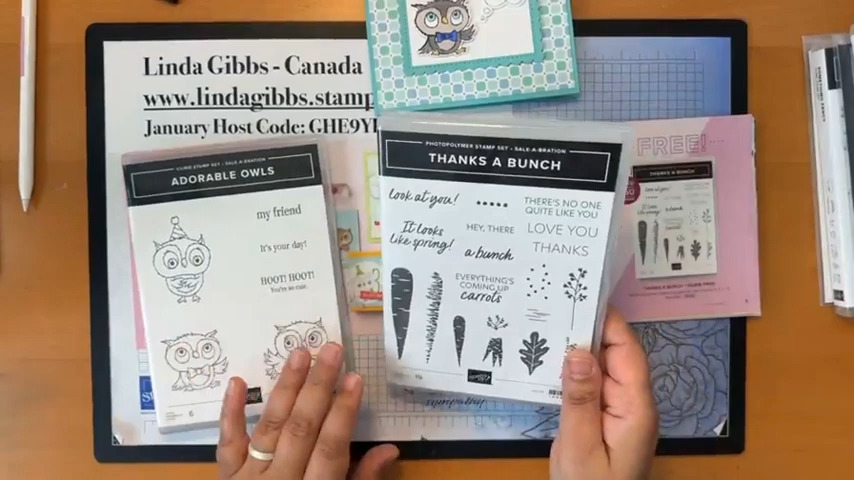 Linda Gibbs - Canada
www.lindagibbs.stamp
January Host Code: GHE9Y
CLING STAMP SET • SALE-A-BRATION
ADORABLE OWLS
my friend
It's your day!
HOOT! HOOT!
You're so cute.
6
PHOTOPOLYMER STAMP SET • SALE-A-BRATION
THANKS A BUNCH
look at you!
THERE'S NO ONE
QUITE LIKE YOU
It looks
like spring!
HEY, THERE
LOVE YOU
a bunch
THANKS
EVERYTHING'S
COMING UP
carrots
FREE!
THANKS A BUNCH